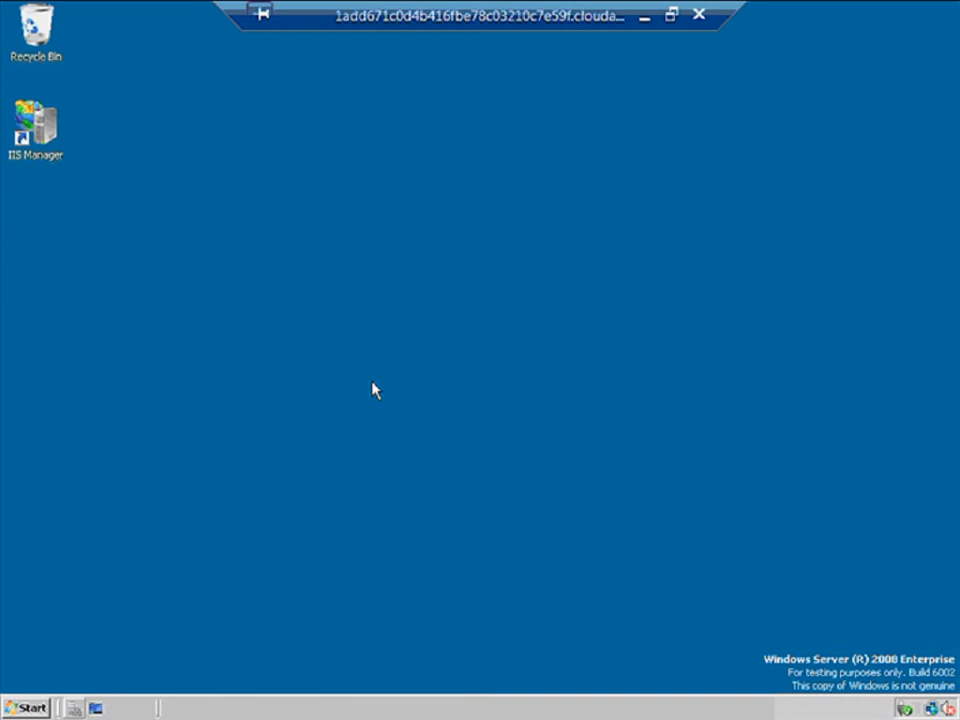 1add671c0d4b416fbe78c03210c7e59f.clouda...
Recycle Bin
IIS Manager
Windows Server (R) 2008 Enterprise
For testing purposes only. Build 6002
This copy of Windows is not genuine
Start